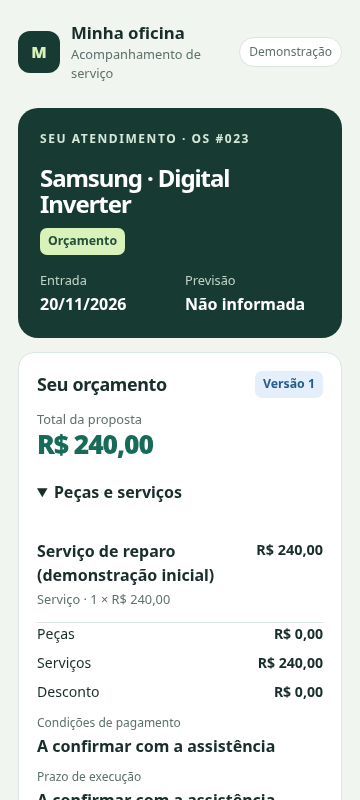 M
Minha oficina
Acompanhamento de
serviço
Demonstração
SEU ATENDIMENTO · OS #023
Samsung · Digital
Inverter
Orçamento
Entrada
Previsão
20/11/2026
Não informada
Seu orçamento
Versão 1
Total da proposta
R$ 240,00
▼ Peças e serviços
Serviço de reparo
(demonstração inicial)
R$ 240,00
Serviço · 1 × R$ 240,00
Peças
R$ 0,00
Serviços
R$ 240,00
Desconto
R$ 0,00
Condições de pagamento
A confirmar com a assistência
Prazo de execução
A confirmar com a assistência